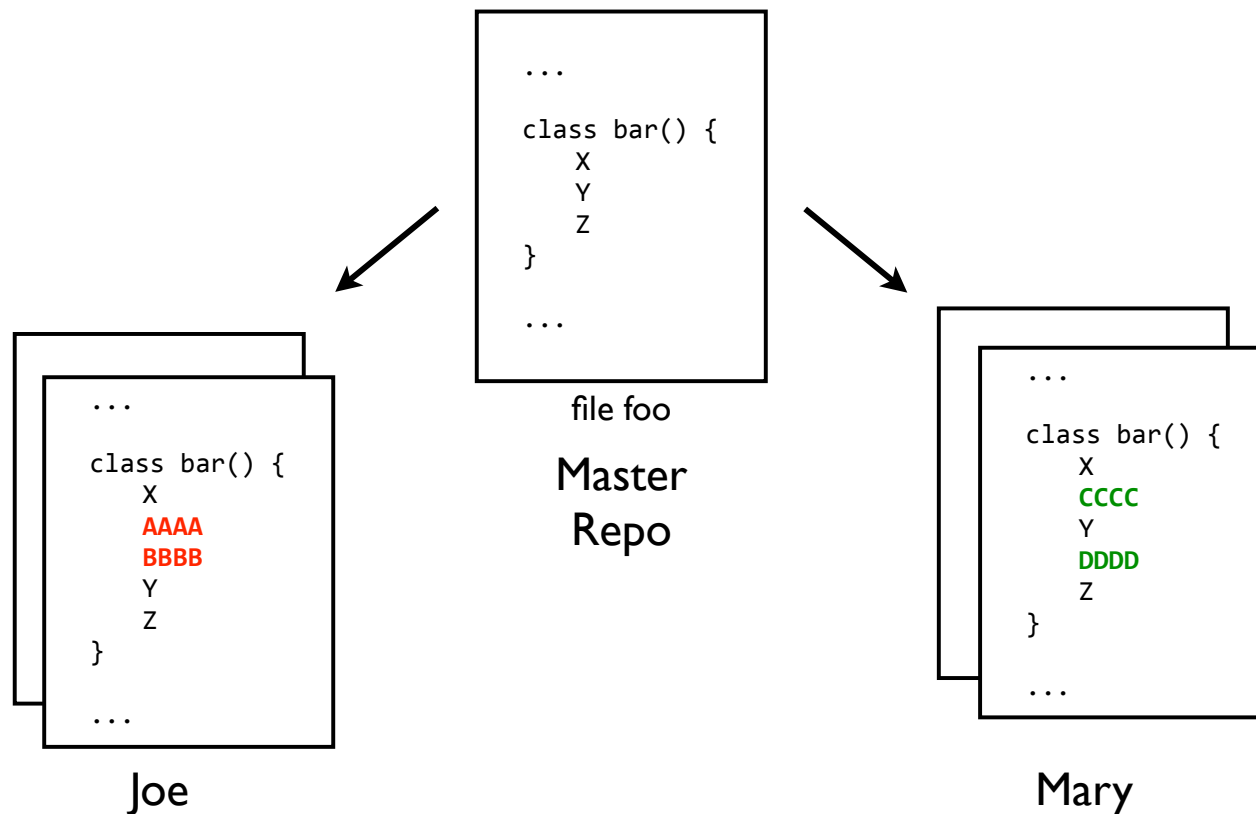 ...
class bar() {
X
Y
Z
}
...
file foo
Master
Repo
...
class bar() {
X
AAAA
BBBB
Y
Z
}
...
Joe
...
class bar() {
X
CCCC
Y
DDDD
Z
}
...
Mary